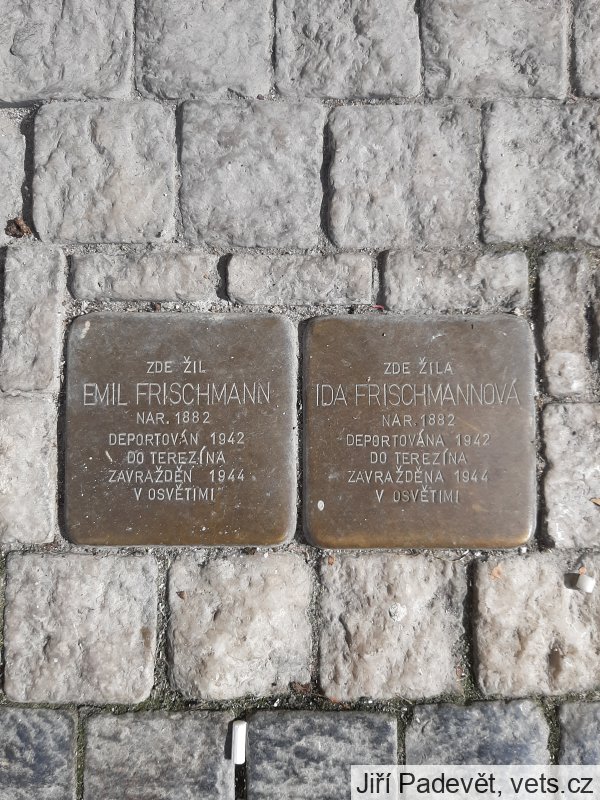 ZDE ŽIL
EMIL FRISCHMANN
NAR. 1882
DEPORTOVÁN 1942
DO TEREZÍNA
ZAVRAŽDĚN 1944
V OSVĚTIMI
ZDE ŽILA
IDA FRISCHMANNOVÁ
NAR. 1882
DEPORTOVÁNA 1942
DO TEREZÍNA
ZAVRAŽDĚNA 1944
V OSVĚTIMI
Jiří Padevět, vets.cz